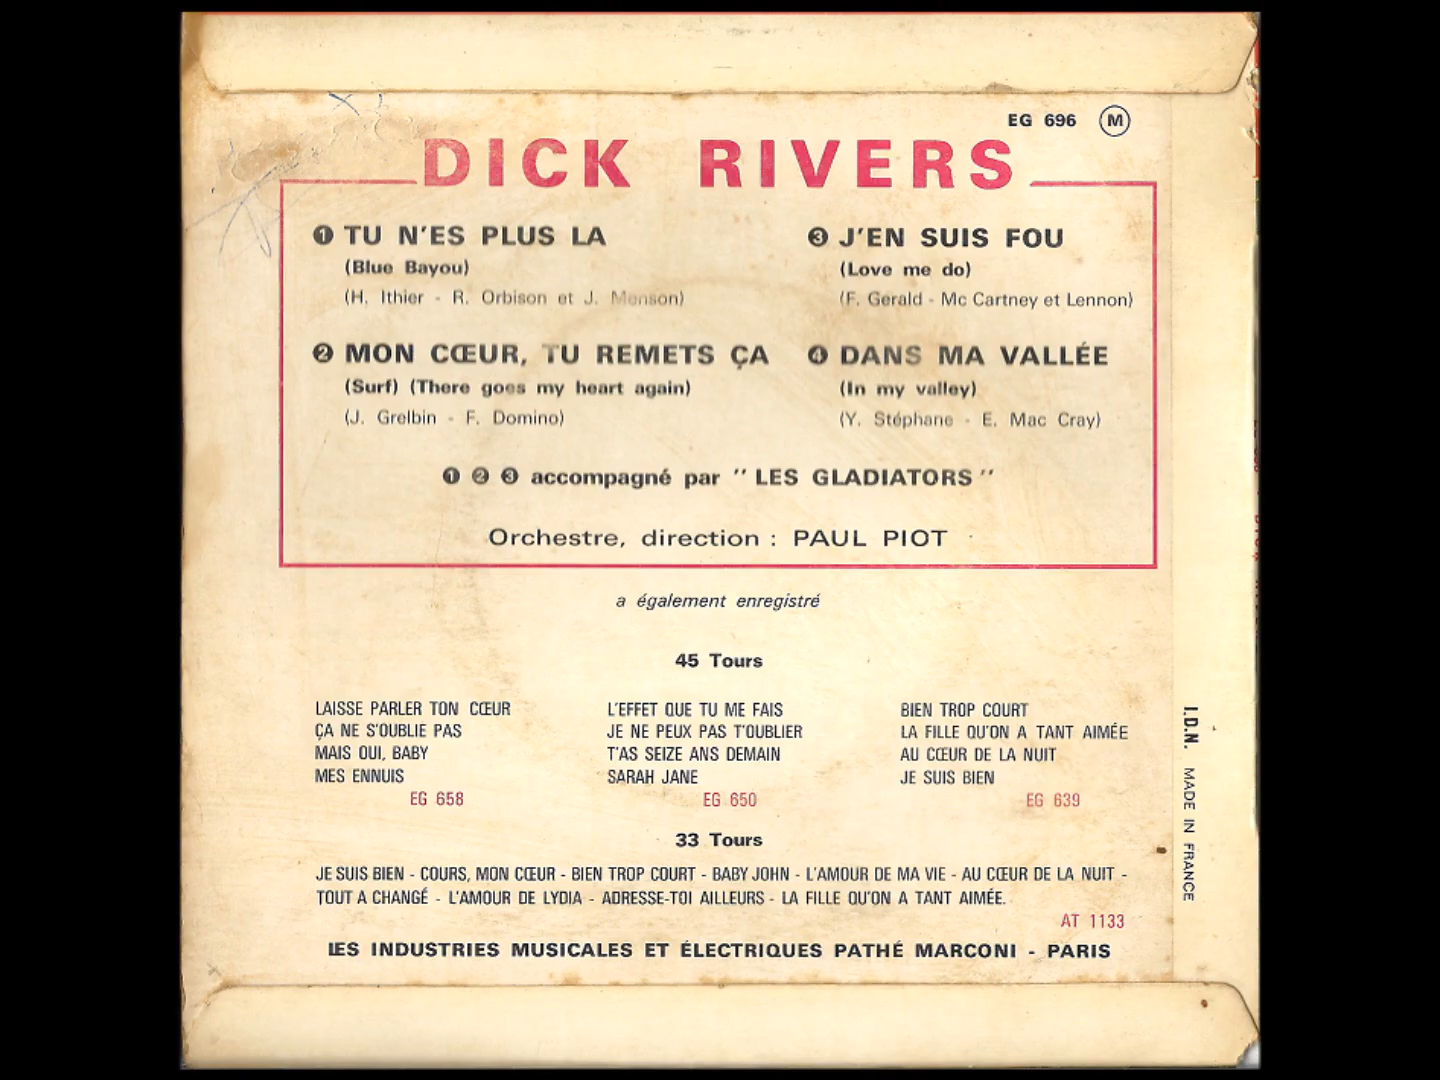 EG 696 M
DICK RIVERS
❶ TU N'ES PLUS LA
(Blue Bayou)
(H. Ithier - R. Orbison et J. Menson)
❷ MON CŒUR, TU REMETS ÇA
(Surf) (There goes my heart again)
(J. Grelbin - F. Domino)
❸ J'EN SUIS FOU
(Love me do)
(F. Gerald - Mc Cartney et Lennon)
❹ DANS MA VALLÉE
(In my valley)
(Y. Stéphane - E. Mac Cray)
❶ ❷ ❸ accompagné par " LES GLADIATORS "
Orchestre, direction : PAUL PIOT
a également enregistré
45 Tours
LAISSE PARLER TON CŒUR
ÇA NE S'OUBLIE PAS
MAIS OUI, BABY
MES ENNUIS
EG 658
L'EFFET QUE TU ME FAIS
JE NE PEUX PAS T'OUBLIER
T'AS SEIZE ANS DEMAIN
SARAH JANE
EG 650
BIEN TROP COURT
LA FILLE QU'ON A TANT AIMÉE
AU CŒUR DE LA NUIT
JE SUIS BIEN
EG 639
33 Tours
JE SUIS BIEN - COURS, MON CŒUR - BIEN TROP COURT - BABY JOHN - L'AMOUR DE MA VIE - AU CŒUR DE LA NUIT -
TOUT A CHANGÉ - L'AMOUR DE LYDIA - ADRESSE-TOI AILLEURS - LA FILLE QU'ON A TANT AIMÉE.
AT 1133
LES INDUSTRIES MUSICALES ET ÉLECTRIQUES PATHÉ MARCONI - PARIS
I.D.N. MADE IN FRANCE